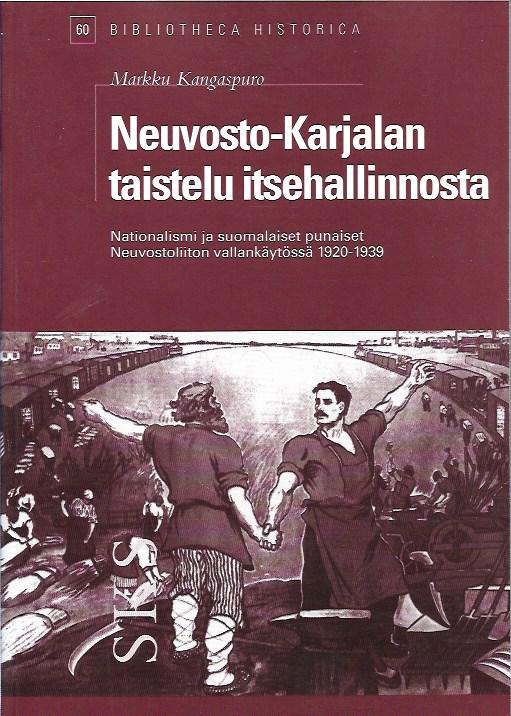 60 BIBLIOTHECA HISTORICA
Markku Kangaspuro
Neuvosto-Karjalan
taistelu itsehallinnosta
Nationalismi ja suomalaiset punaiset
Neuvostoliiton vallankäytössä 1920-1939
SKS